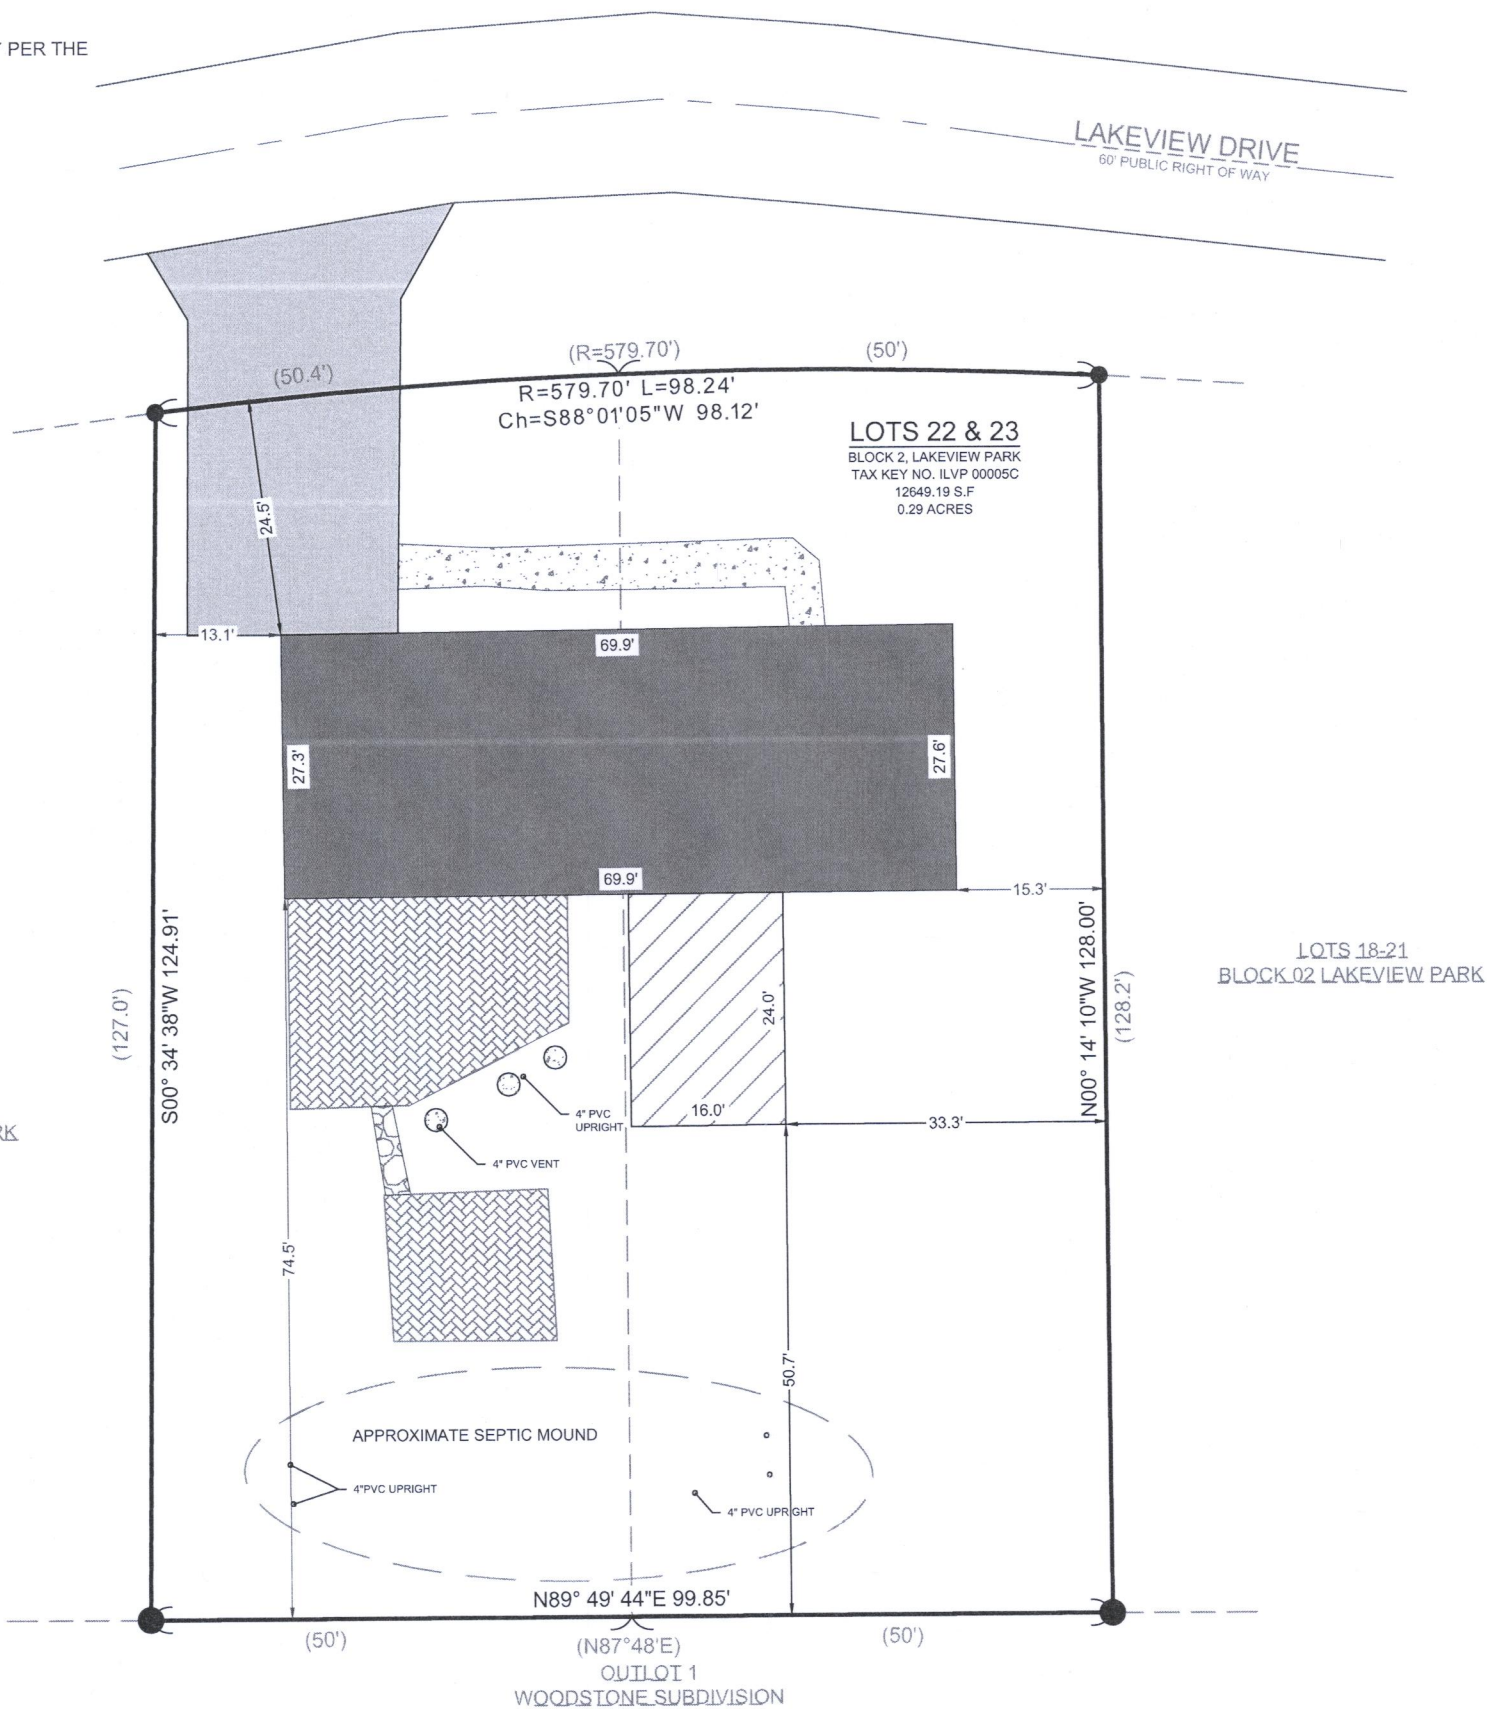 PER THE
LAKEVIEW DRIVE
60' PUBLIC RIGHT OF WAY
(R=579.70')
(50')
(50.4')
R=579.70' L=98.24'
Ch=S88°01'05"W 98.12'
LOTS 22 & 23
BLOCK 2, LAKEVIEW PARK
TAX KEY NO. ILVP 00005C
12649.19 S.F
0.29 ACRES
24.5'
13.1'
69.9'
27.3'
27.6'
69.9'
15.3'
S00° 34' 38"W 124.91'
(127.0')
N00° 14' 10"W 128.00'
(128.2')
LOTS 18-21
BLOCK 02 LAKEVIEW PARK
24.0'
16.0'
33.3'
4" PVC
UPRIGHT
4" PVC VENT
74.5'
50.7'
APPROXIMATE SEPTIC MOUND
4"PVC UPRIGHT
4" PVC UPRIGHT
N89° 49' 44"E 99.85'
(50')
(N87°48'E)
(50')
OUTLOT 1
WOODSTONE SUBDIVISION